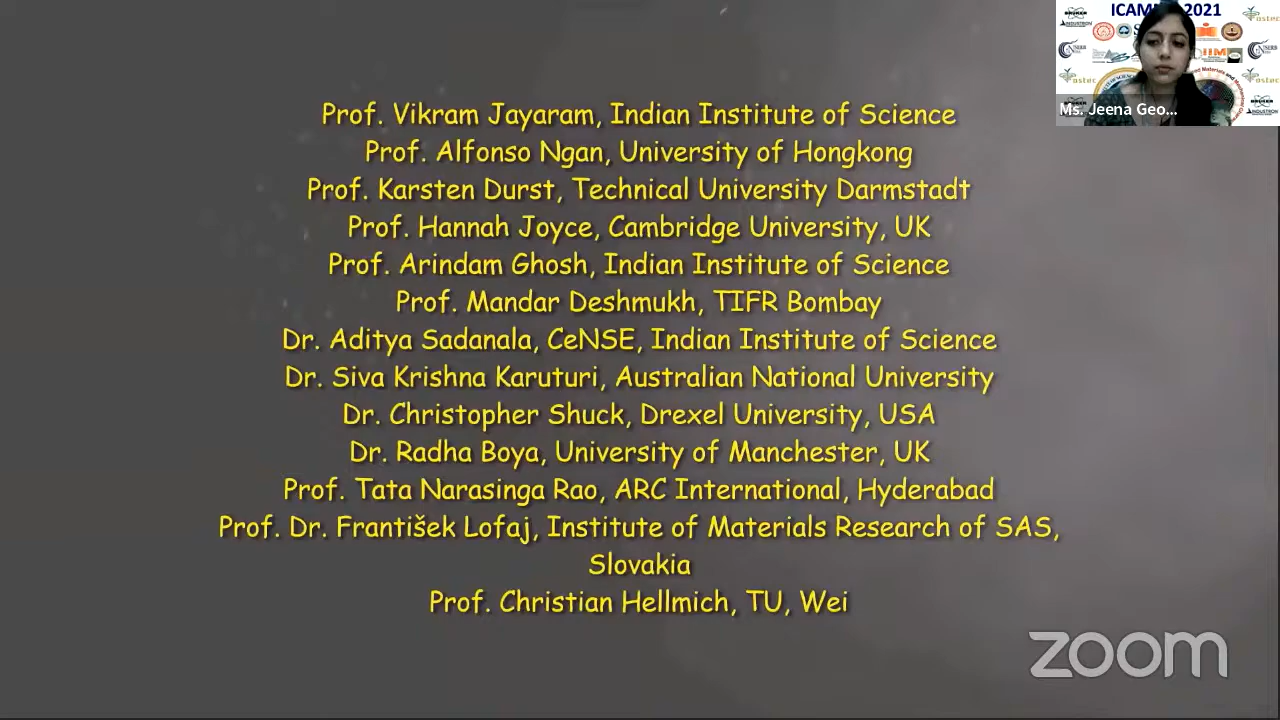 Prof. Vikram Jayaram, Indian Institute of Science
Prof. Alfonso Ngan, University of Hongkong
Prof. Karsten Durst, Technical University Darmstadt
Prof. Hannah Joyce, Cambridge University, UK
Prof. Arindam Ghosh, Indian Institute of Science
Prof. Mandar Deshmukh, TIFR Bombay
Dr. Aditya Sadanala, CeNSE, Indian Institute of Science
Dr. Siva Krishna Karuturi, Australian National University
Dr. Christopher Shuck, Drexel University, USA
Dr. Radha Boya, University of Manchester, UK
Prof. Tata Narasinga Rao, ARC International, Hyderabad
Prof. Dr. František Lofaj, Institute of Materials Research of SAS,
Slovakia
Prof. Christian Hellmich, TU, Wei
2021
Ms. Jeena Geo...
zoom